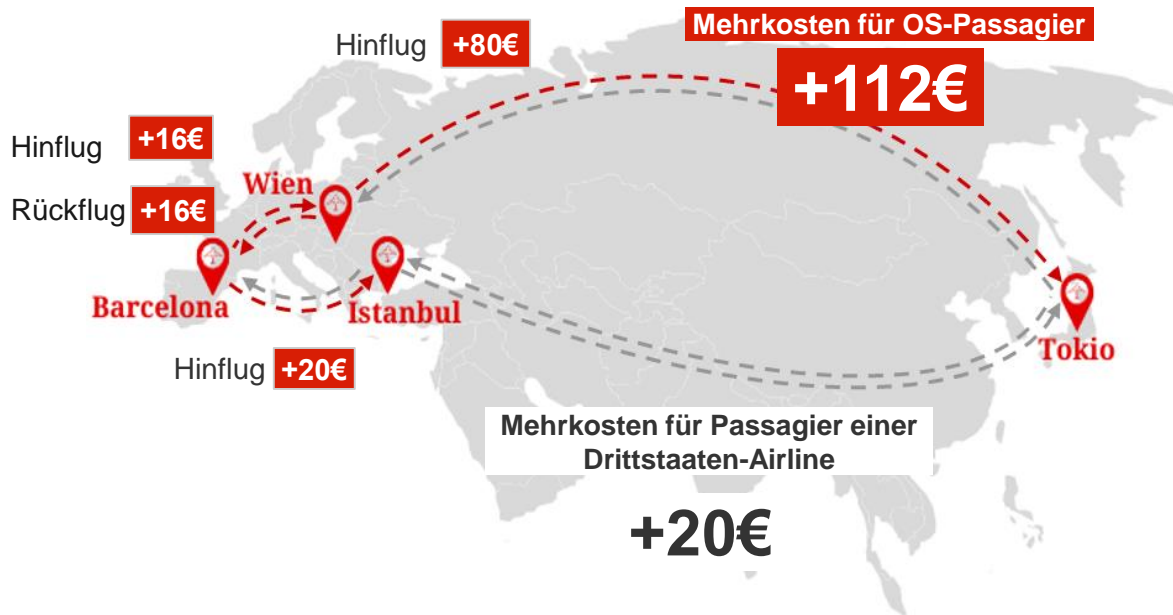 Mehrkosten für OS-Passagier
+112€
Hinflug +80€
Hinflug +16€
Rückflug +16€
Wien
Barcelona
Istanbul
Tokio
Hinflug +20€
Mehrkosten für Passagier einer
Drittstaaten-Airline
+20€